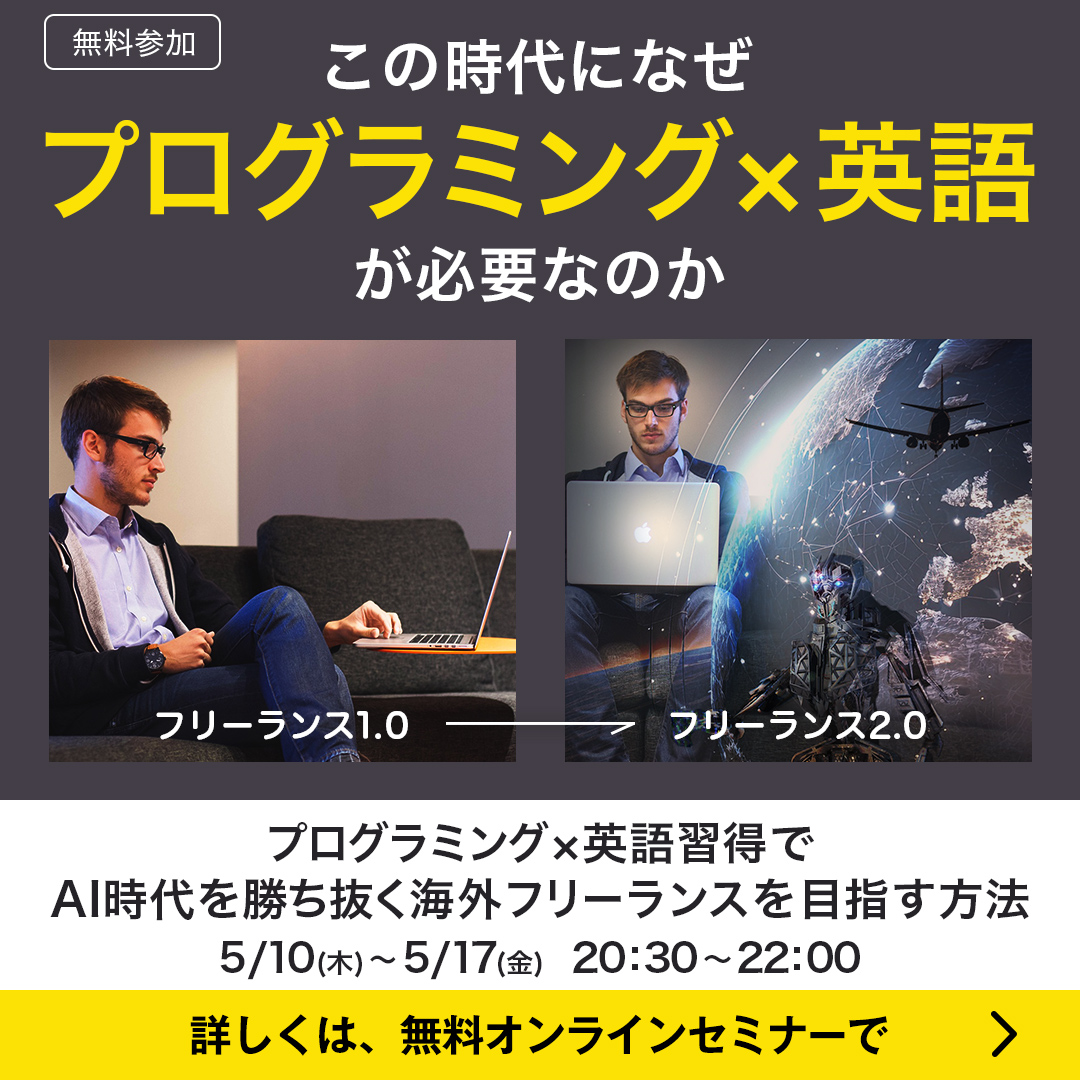 無料参加
この時代になぜ
プログラミング×英語
が必要なのか
フリーランス1.0
フリーランス2.0
プログラミング×英語習得で
AI時代を勝ち抜く海外フリーランスを目指す方法
5/10(木)～5/17(金) 20:30～22:00
詳しくは、無料オンラインセミナーで